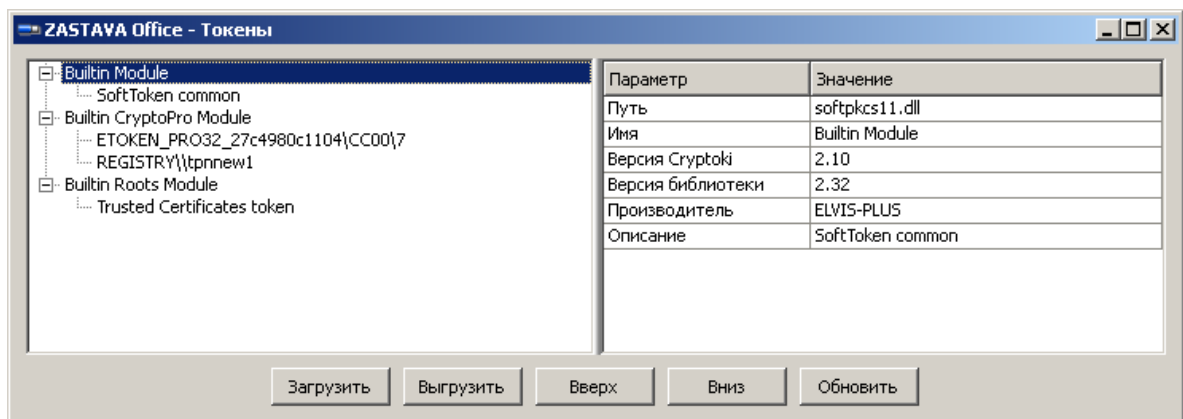 ZASTAVA Office - Токены
Builtin Module
SoftToken common
Builtin CryptoPro Module
ETOKEN_PRO32_27c4980c1104\CC00\7
REGISTRY\\tpnnew1
Builtin Roots Module
Trusted Certificates token
Параметр Значение
Путь softpkcs11.dll
Имя Builtin Module
Версия Cryptoki 2.10
Версия библиотеки 2.32
Производитель ELVIS-PLUS
Описание SoftToken common
Загрузить Выгрузить Вверх Вниз Обновить